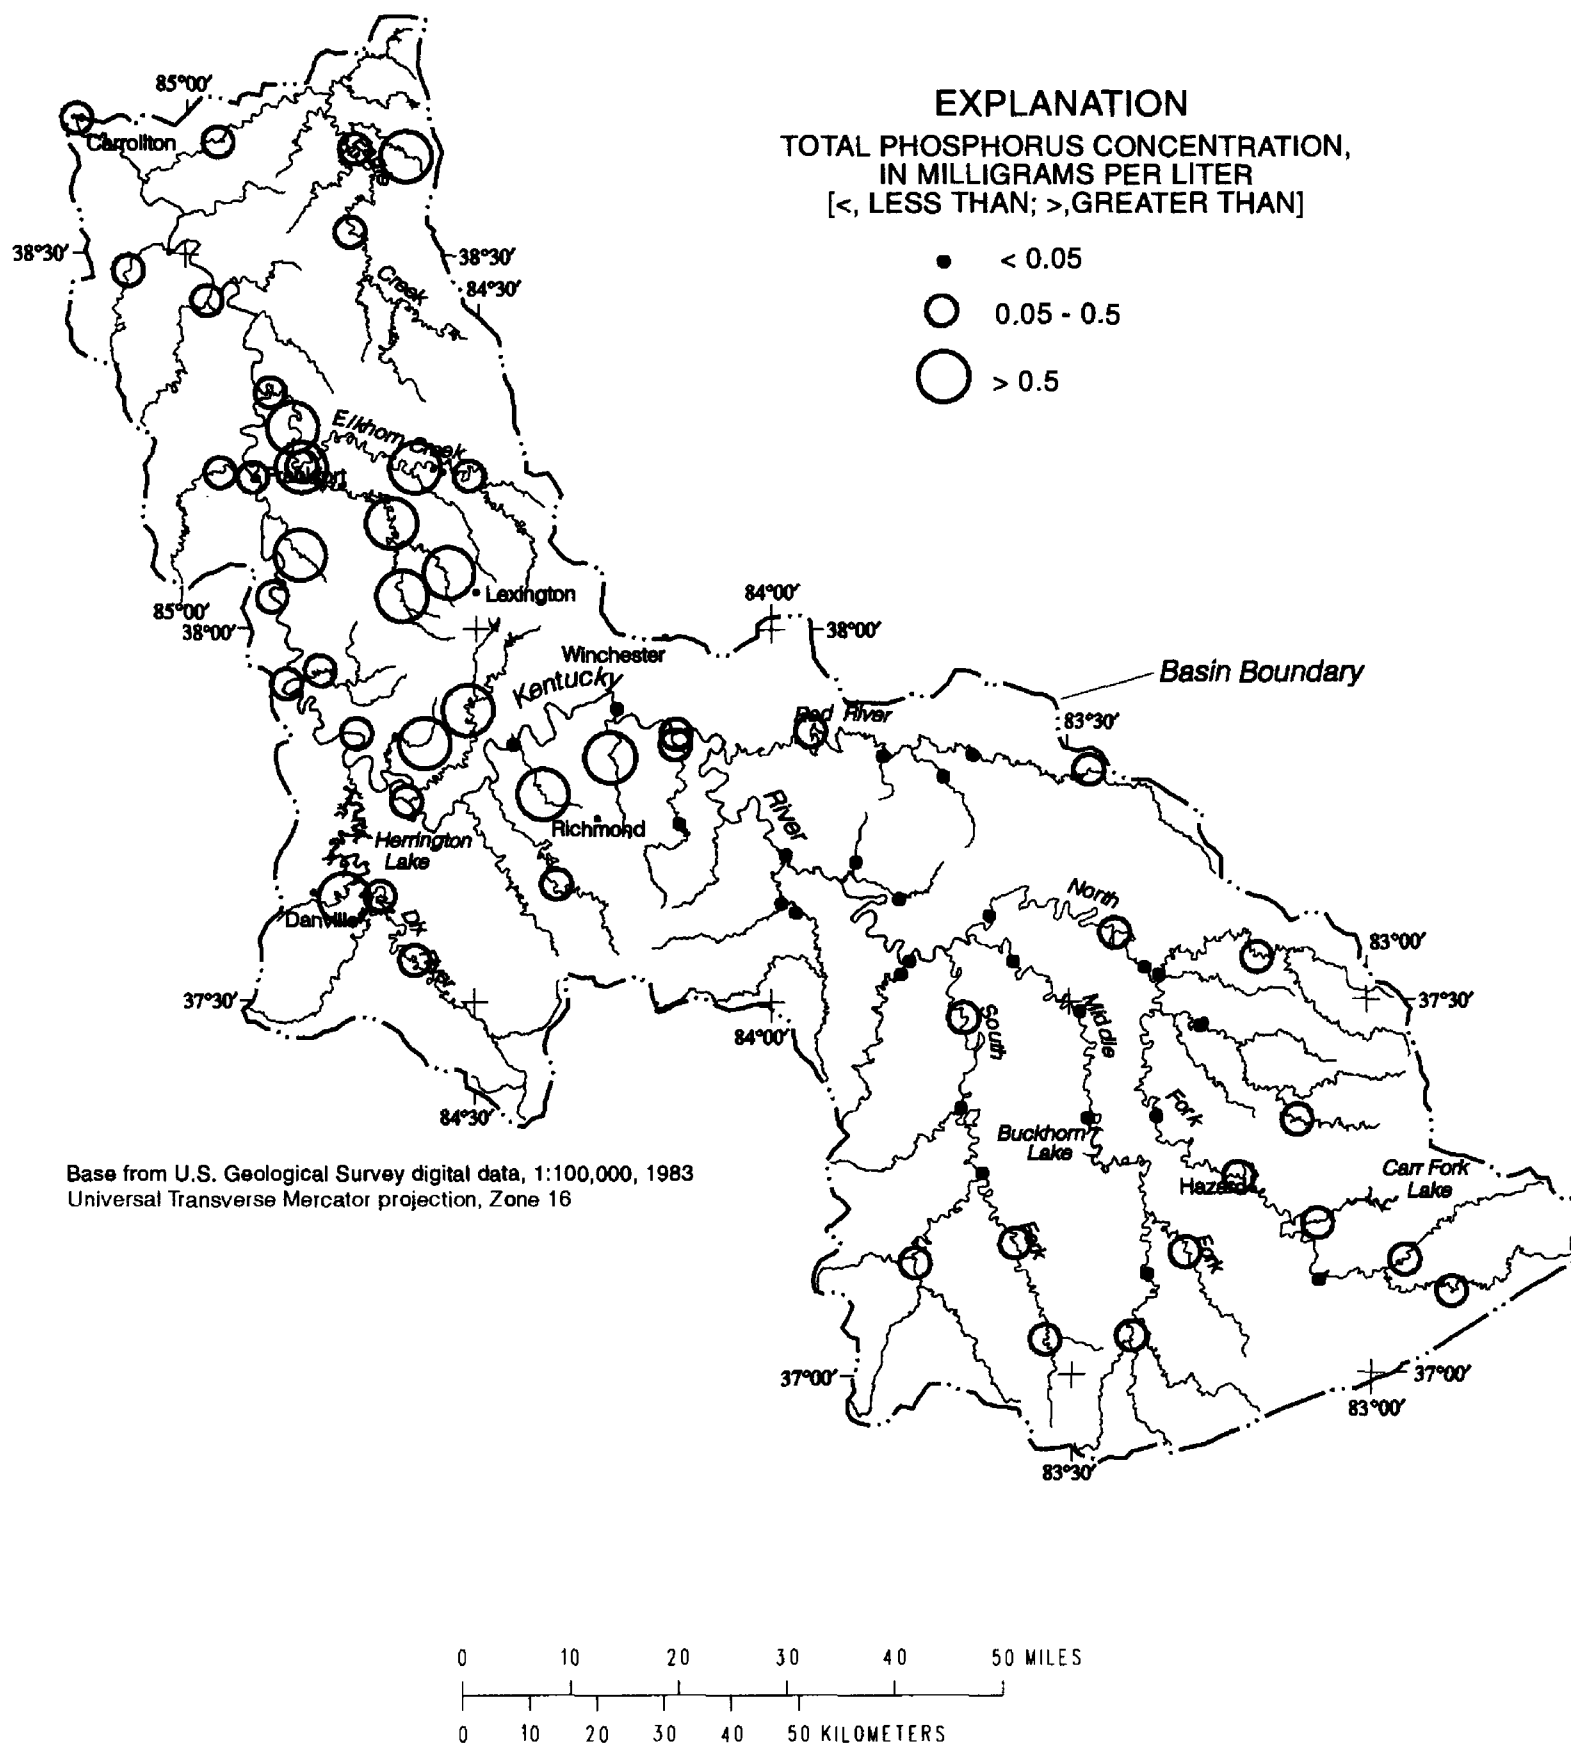 EXPLANATION
TOTAL PHOSPHORUS CONCENTRATION,
IN MILLIGRAMS PER LITER
[<, LESS THAN; >,GREATER THAN]
< 0.05
0.05 - 0.5
> 0.5
85°00′
Carrollton
38°30′
38°30′
84°30′
Creek
Elkhorn Creek
Frankfort
85°00′
38°00′
Lexington
84°00′
38°00′
Winchester
Kentucky
Basin Boundary
Red River
83°30′
River
Richmond
Herrington
Lake
Danville
Dix
River
North
83°00′
37°30′
37°30′
84°00′
South
Middle
84°30′
Fork
Buckhorn
Lake
Hazard
Carr Fork
Lake
Base from U.S. Geological Survey digital data, 1:100,000, 1983
Universal Transverse Mercator projection, Zone 16
Fork
Fork
37°00′
37°00′
83°00′
83°30′
0 10 20 30 40 50 MILES
0 10 20 30 40 50 KILOMETERS